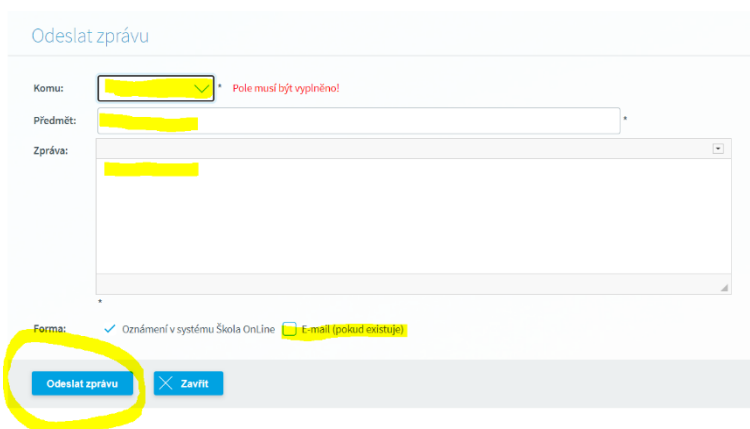 Odeslat zprávu
Komu: * Pole musí být vyplněno!
Předmět: *
Zpráva:
*
Forma: Oznámení v systému Škola OnLine E-mail (pokud existuje)
Odeslat zprávu Zavřít